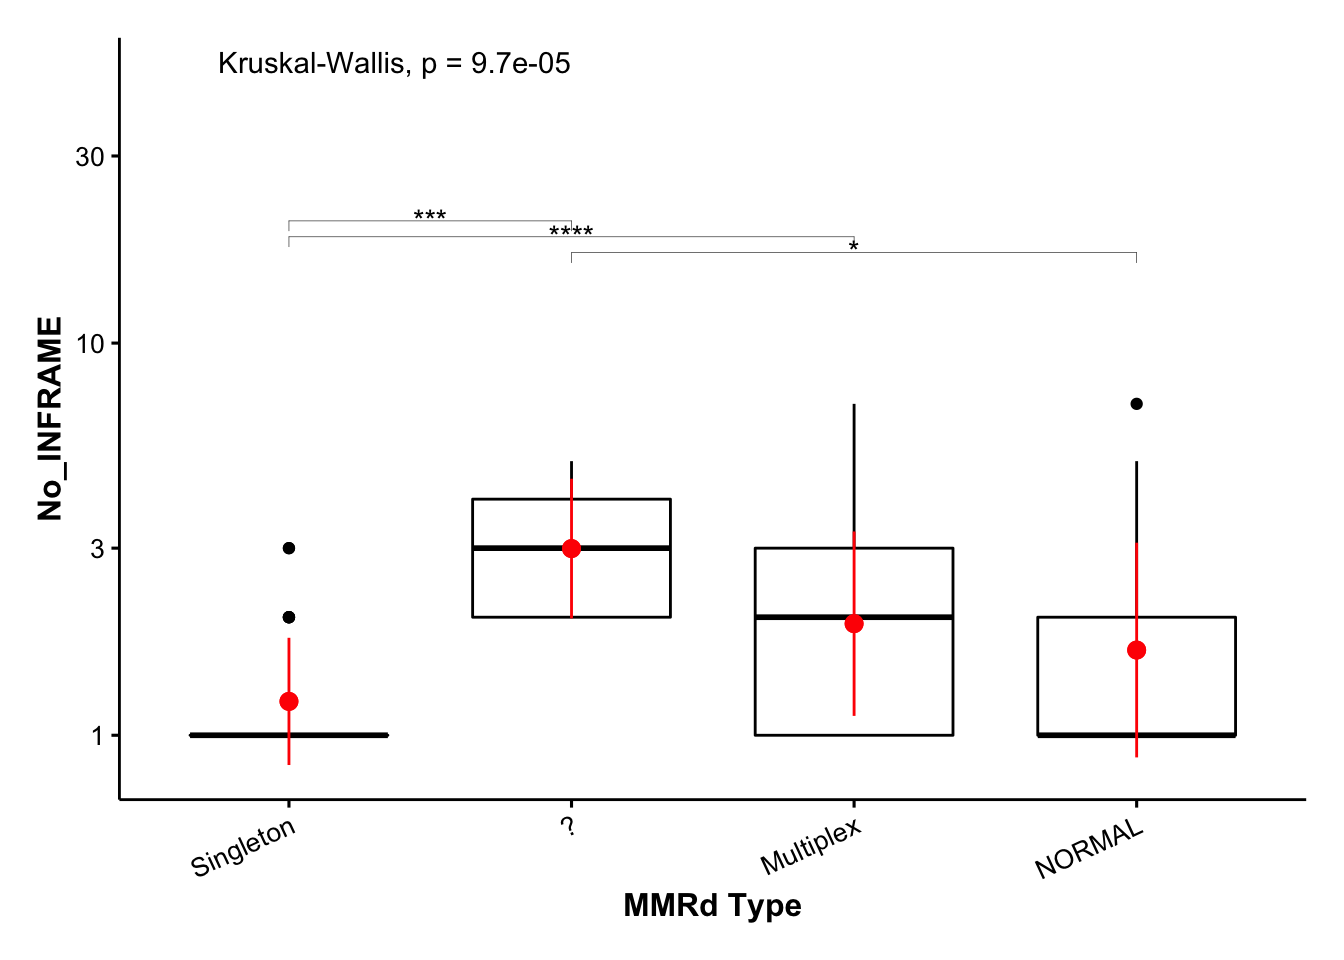 Kruskal-Wallis, p = 9.7e-05
30
***
****
*
10
No_INFRAME
3
1
Singleton
?
Multiplex
NORMAL
MMRd Type